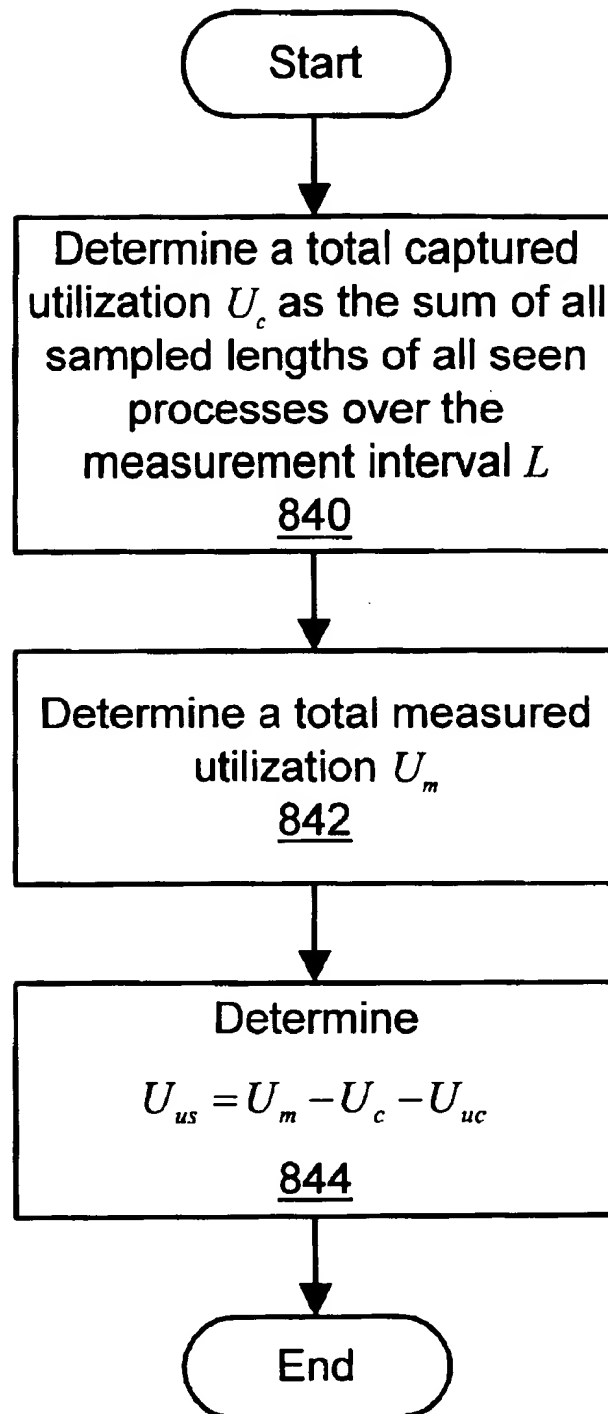 Start
Determine a total captured
utilization U_c as the sum of all
sampled lengths of all seen
processes over the
measurement interval L
840
Determine a total measured
utilization U_m
842
Determine
U_us = U_m − U_c − U_uc
844
End